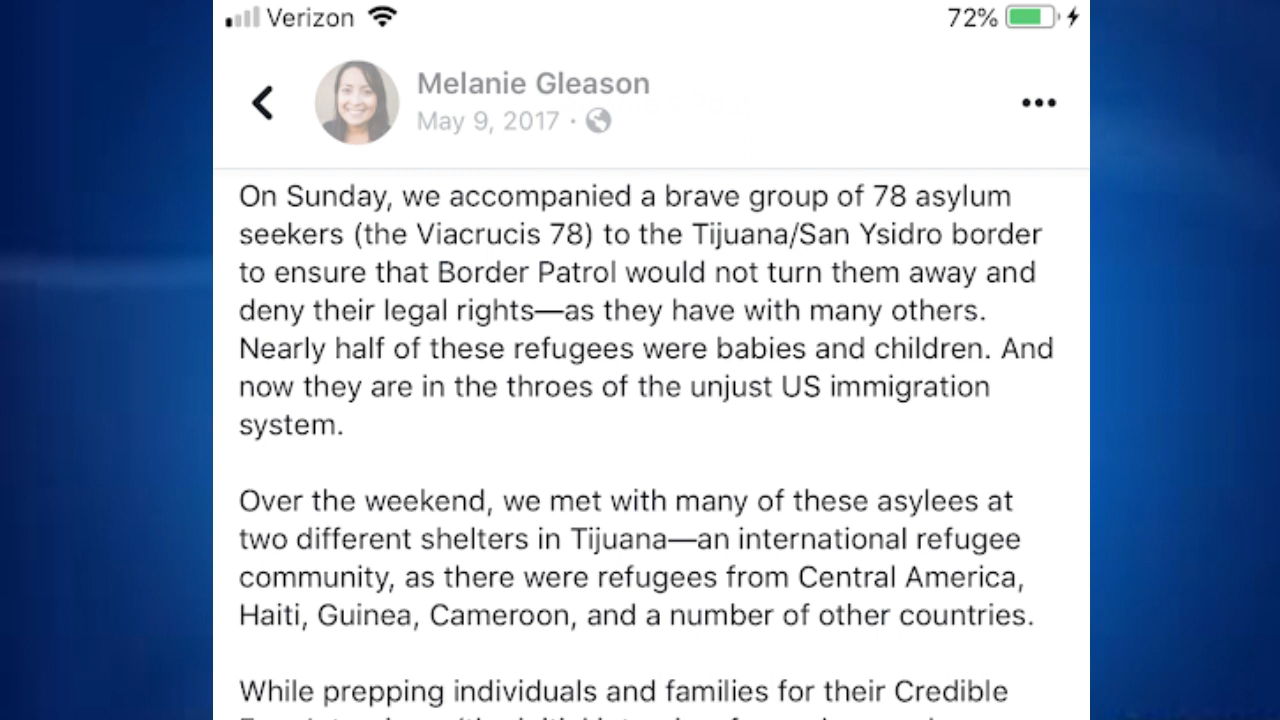 Verizon 72%
Melanie Gleason
May 9, 2017 ·
On Sunday, we accompanied a brave group of 78 asylum
seekers (the Viacrucis 78) to the Tijuana/San Ysidro border
to ensure that Border Patrol would not turn them away and
deny their legal rights—as they have with many others.
Nearly half of these refugees were babies and children. And
now they are in the throes of the unjust US immigration
system.
Over the weekend, we met with many of these asylees at
two different shelters in Tijuana—an international refugee
community, as there were refugees from Central America,
Haiti, Guinea, Cameroon, and a number of other countries.
While prepping individuals and families for their Credible